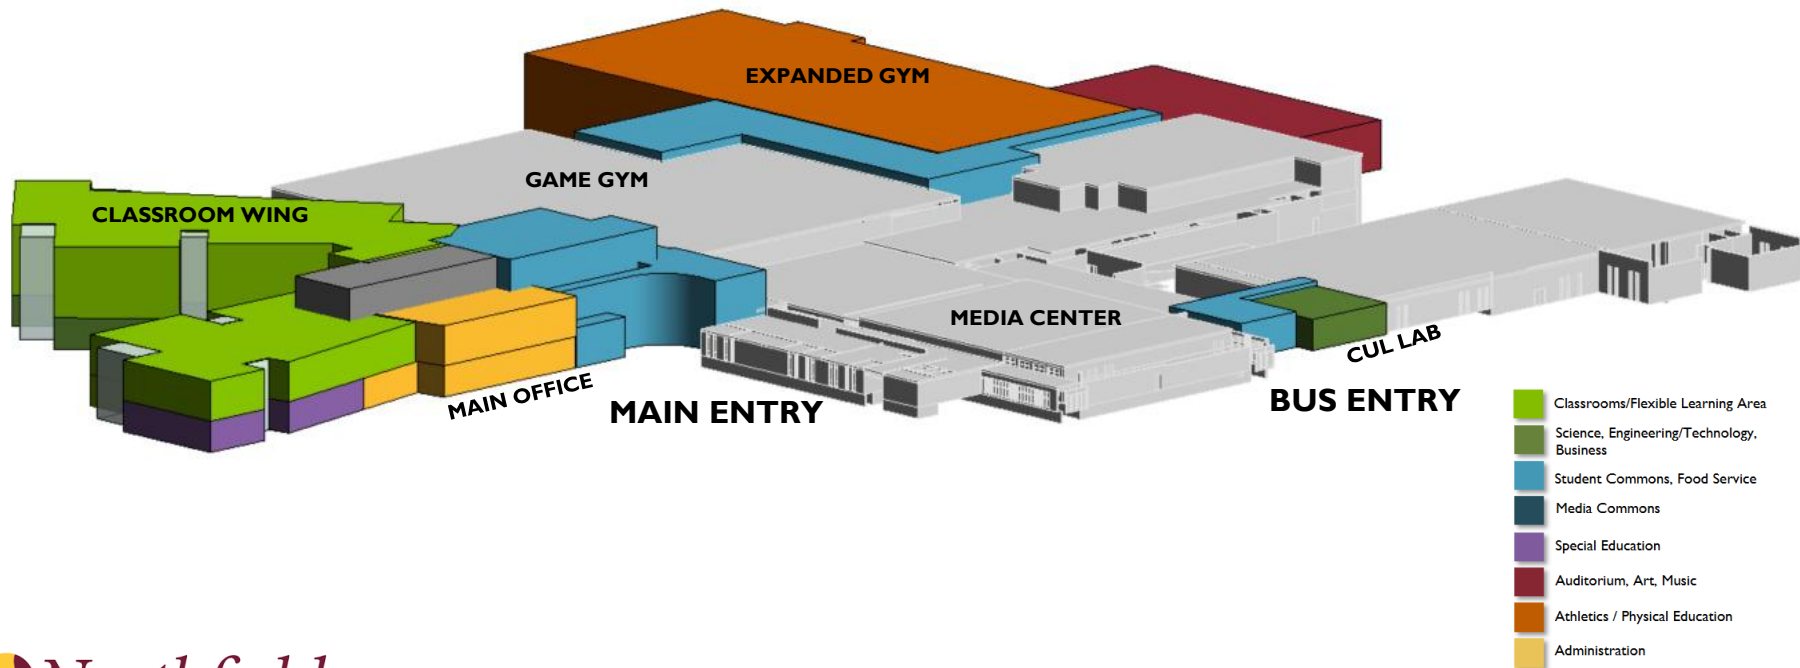 EXPANDED GYM
GAME GYM
CLASSROOM WING
MEDIA CENTER
CUL LAB
MAIN OFFICE
MAIN ENTRY
BUS ENTRY
Classrooms/Flexible Learning Area
Science, Engineering/Technology,
Business
Student Commons, Food Service
Media Commons
Special Education
Auditorium, Art, Music
Athletics / Physical Education
Administration
Northfield